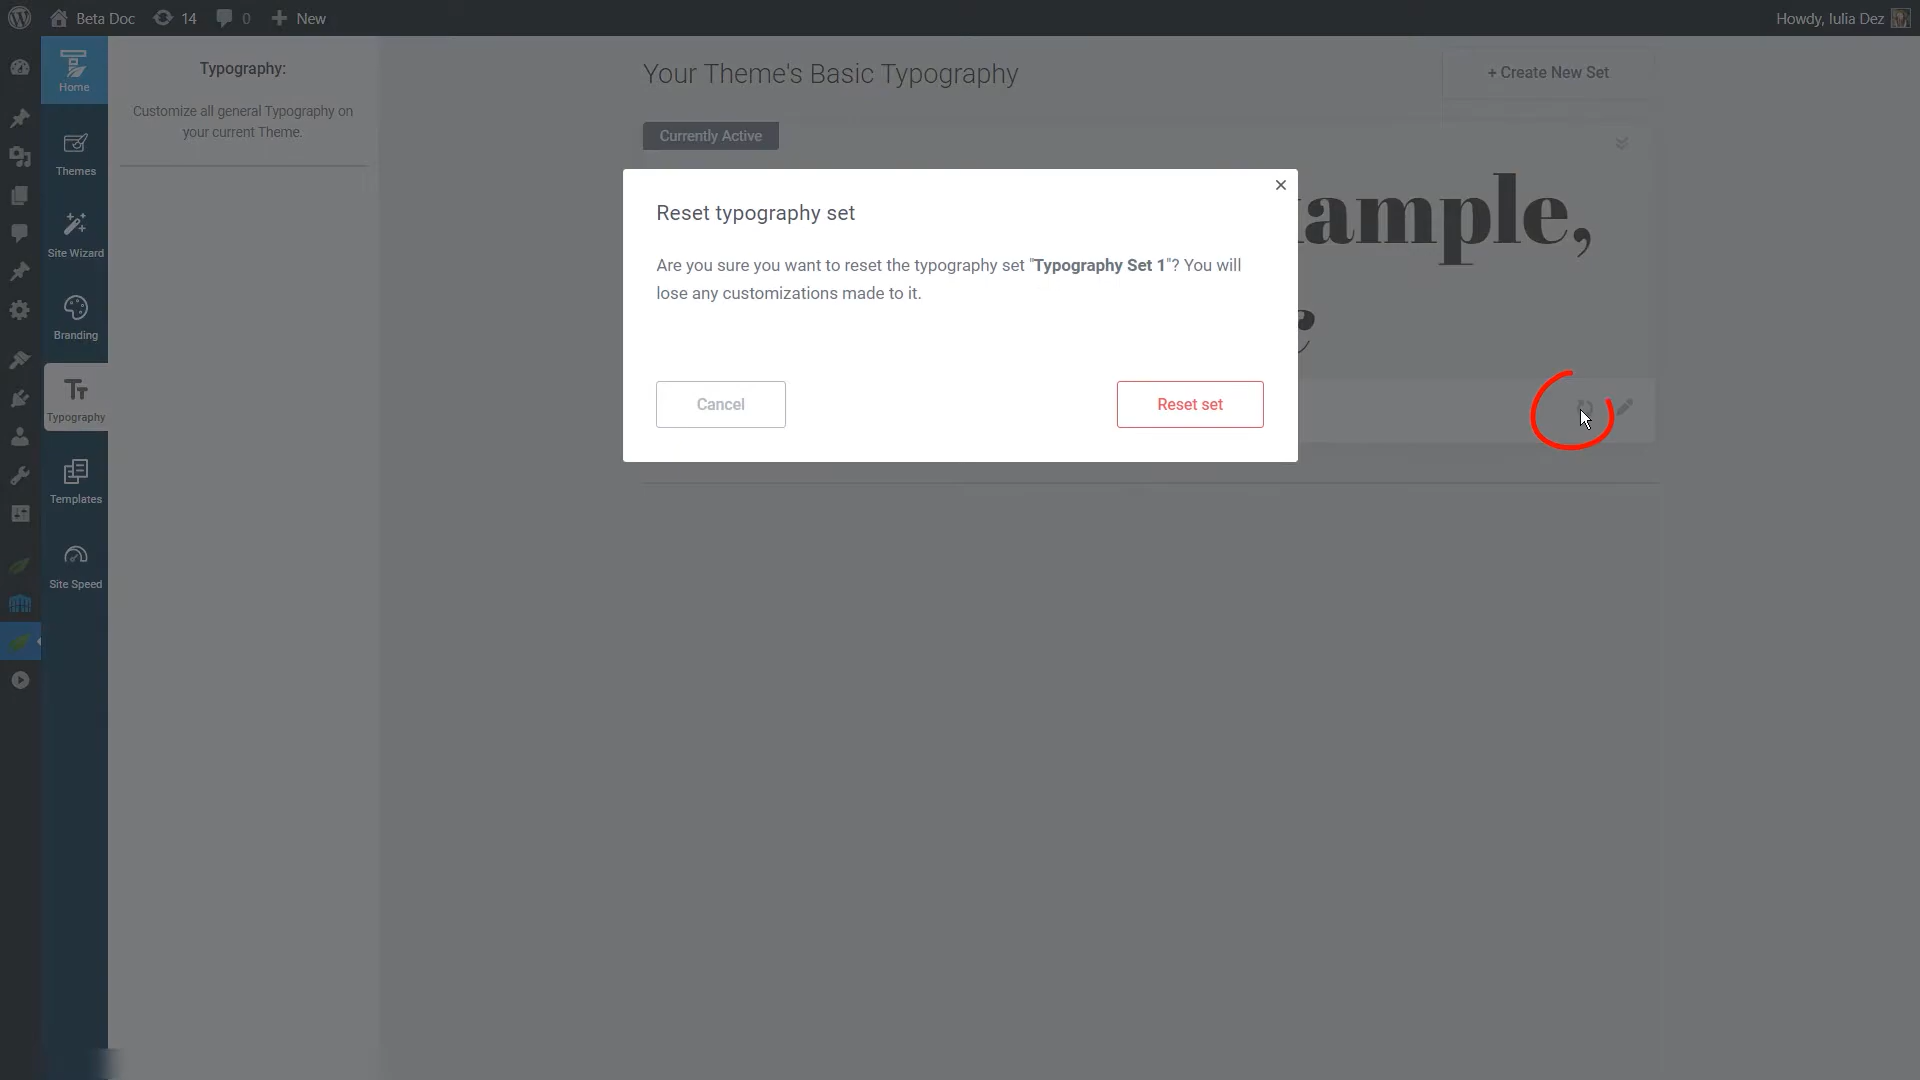 Beta Doc
14
0
New
Howdy, Iulia Dez
Home
Themes
Site Wizard
Branding
Typography
Templates
Site Speed
Typography:
Customize all general Typography on
your current Theme.
Your Theme's Basic Typography
+ Create New Set
Currently Active
ample,
Reset typography set
Are you sure you want to reset the typography set "Typography Set 1"? You will
lose any customizations made to it.
Cancel
Reset set